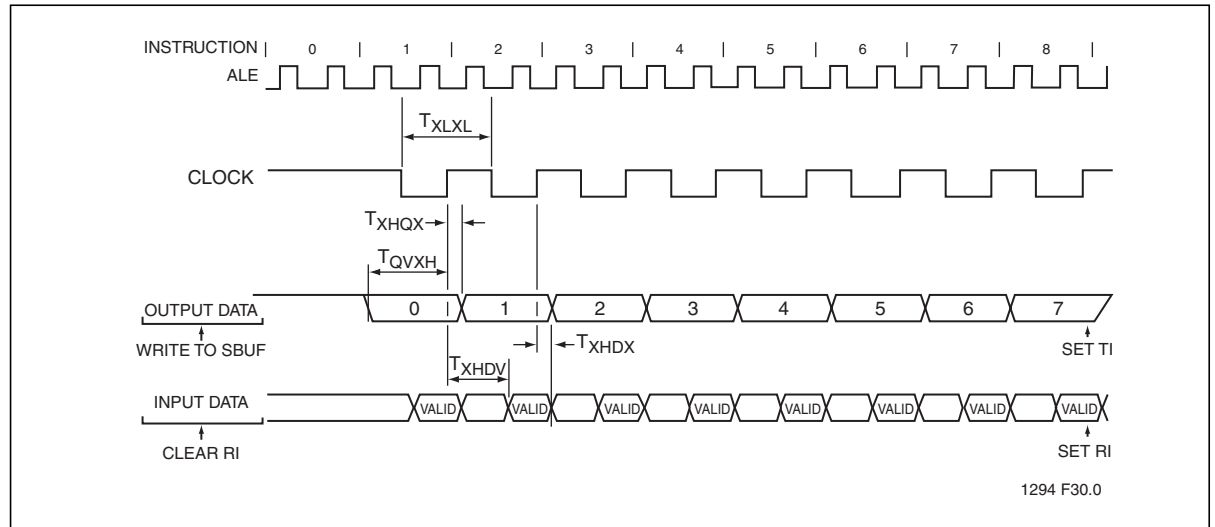 INSTRUCTION | 0 | 1 | 2 | 3 | 4 | 5 | 6 | 7 | 8 |
ALE
TXLXL
CLOCK
TXHQX
TQVXH
OUTPUT DATA 0 1 2 3 4 5 6 7
WRITE TO SBUF TXHDX SET TI
TXHDV
INPUT DATA VALID VALID VALID VALID VALID VALID VALID VALID
CLEAR RI SET RI
1294 F30.0